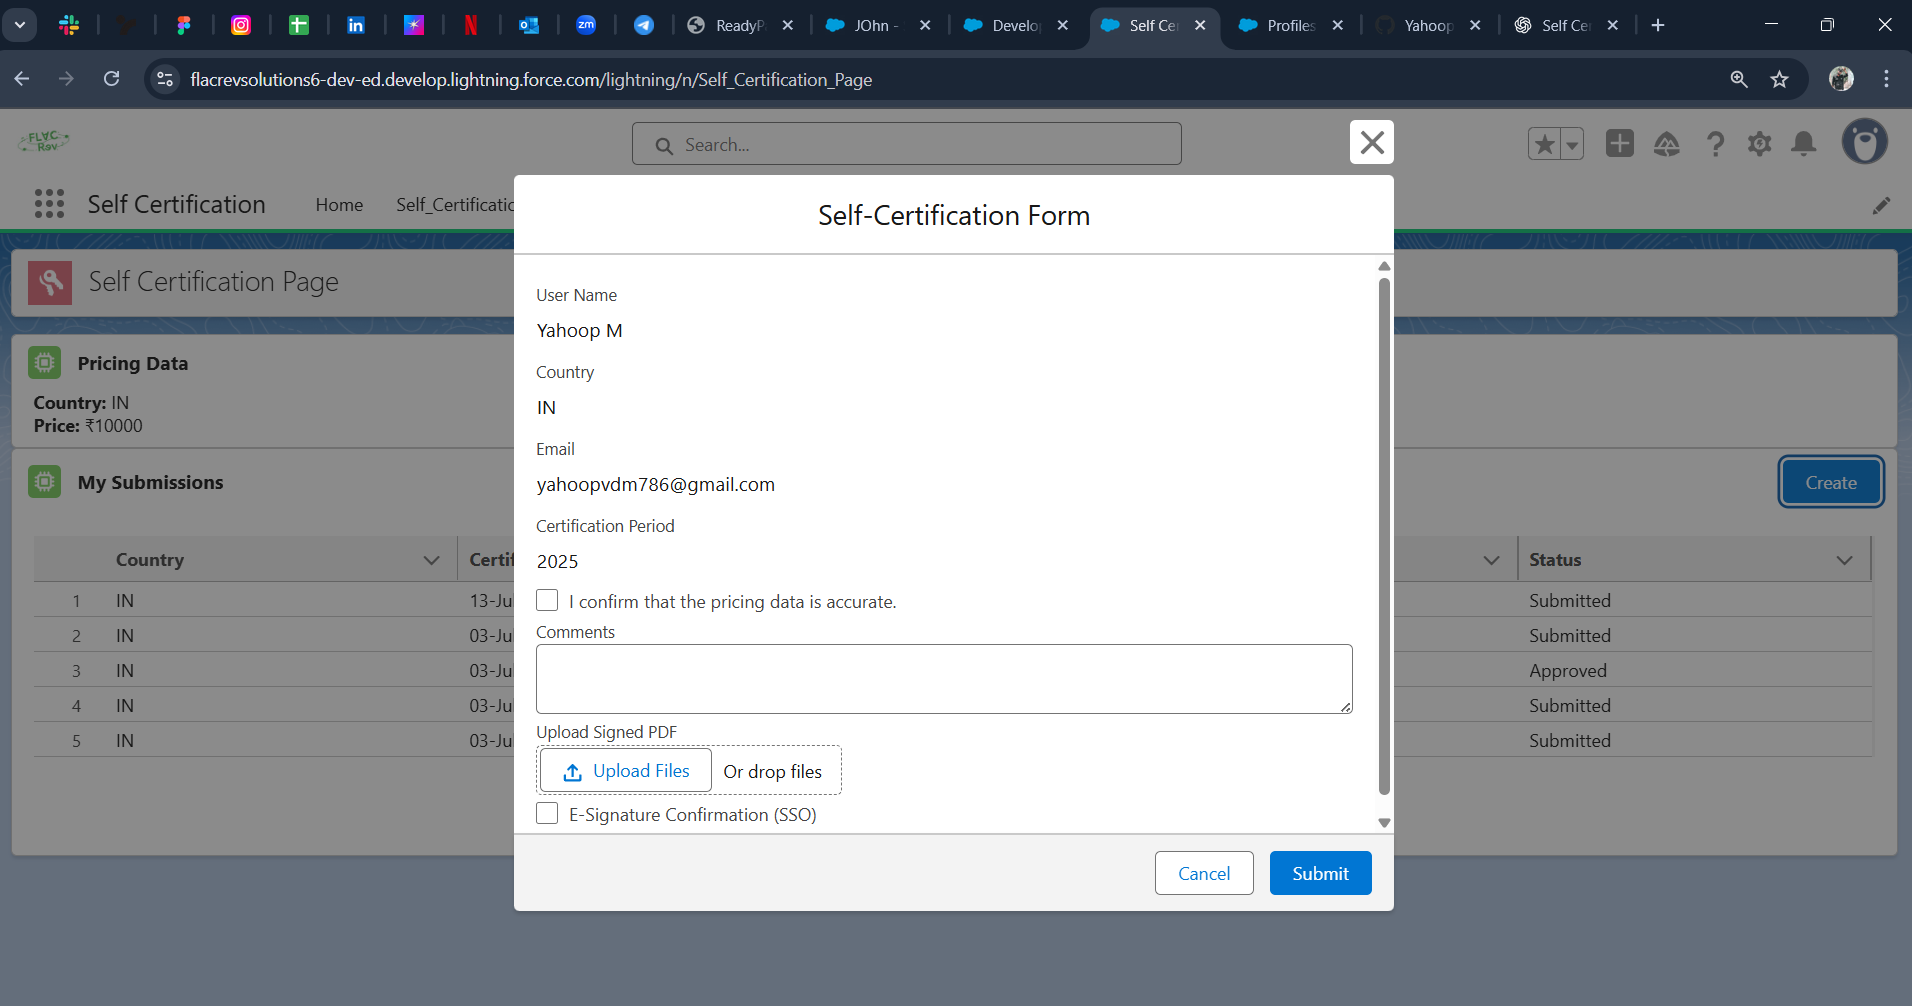 ReadyP
JOhn -
Develo
Self Ce
Profiles
Yahoop
Self Ce
flacrevsolutions6-dev-ed.develop.lightning.force.com/lightning/n/Self_Certification_Page
FLAC
Rev
Search...
Self Certification
Home
Self_Certificatio
Self Certification Page
Pricing Data
Country: IN
Price: ₹10000
My Submissions
Create
Country
Certif
Status
1 IN 13-Ju Submitted
2 IN 03-Ju Submitted
3 IN 03-Ju Approved
4 IN 03-Ju Submitted
5 IN 03-Ju Submitted
Self-Certification Form
User Name
Yahoop M
Country
IN
Email
yahoopvdm786@gmail.com
Certification Period
2025
I confirm that the pricing data is accurate.
Comments
Upload Signed PDF
Upload Files
Or drop files
E-Signature Confirmation (SSO)
Cancel
Submit